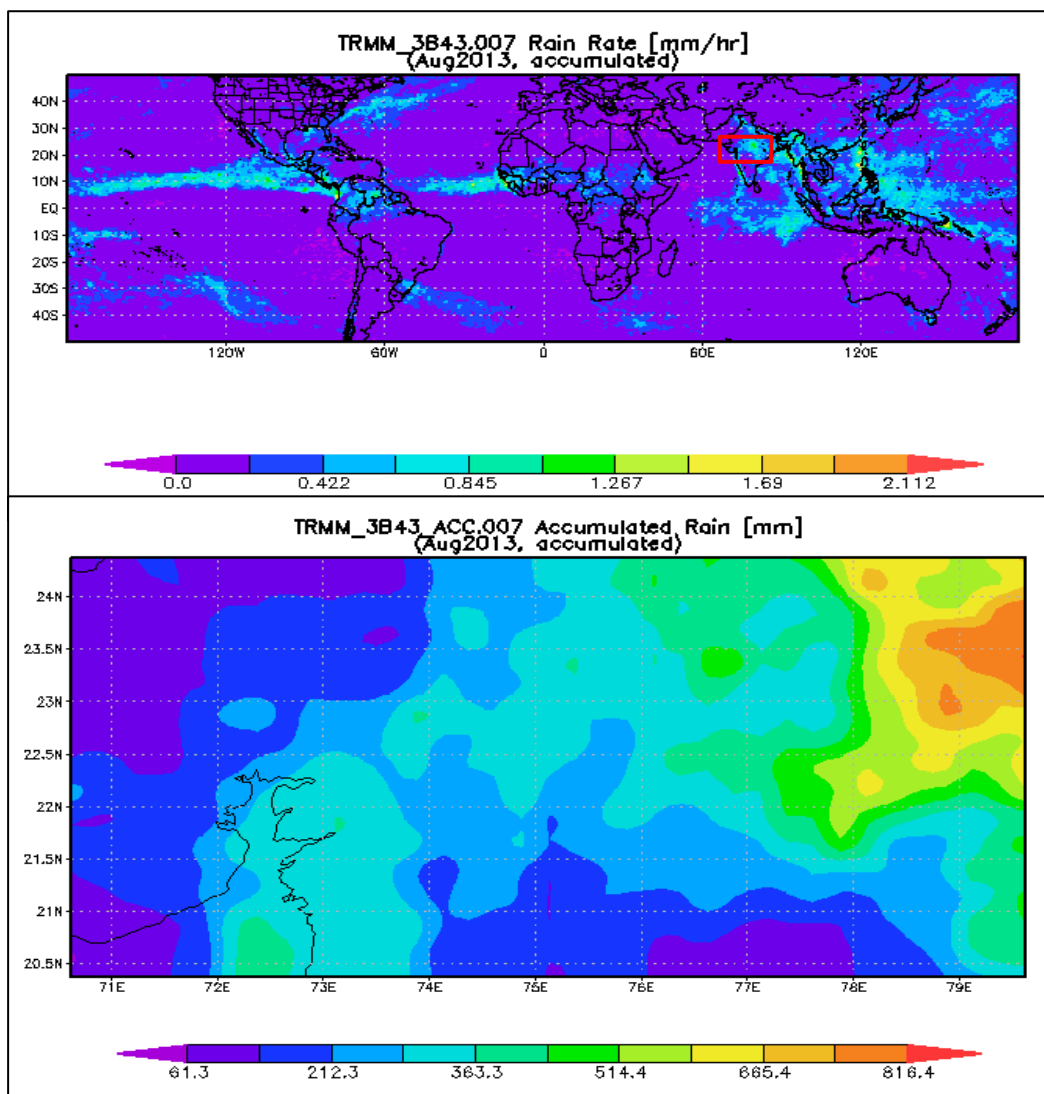 TRMM_3B43.007 Rain Rate [mm/hr]
(Aug2013, accumulated)
40N
30N
20N
10N
EQ
10S
20S
30S
40S
120W 60W 0 60E 120E
0.0 0.422 0.845 1.267 1.69 2.112
TRMM_3B43_ACC.007 Accumulated Rain [mm]
(Aug2013, accumulated)
24N
23.5N
23N
22.5N
22N
21.5N
21N
20.5N
71E 72E 73E 74E 75E 76E 77E 78E 79E
61.3 212.3 363.3 514.4 665.4 816.4